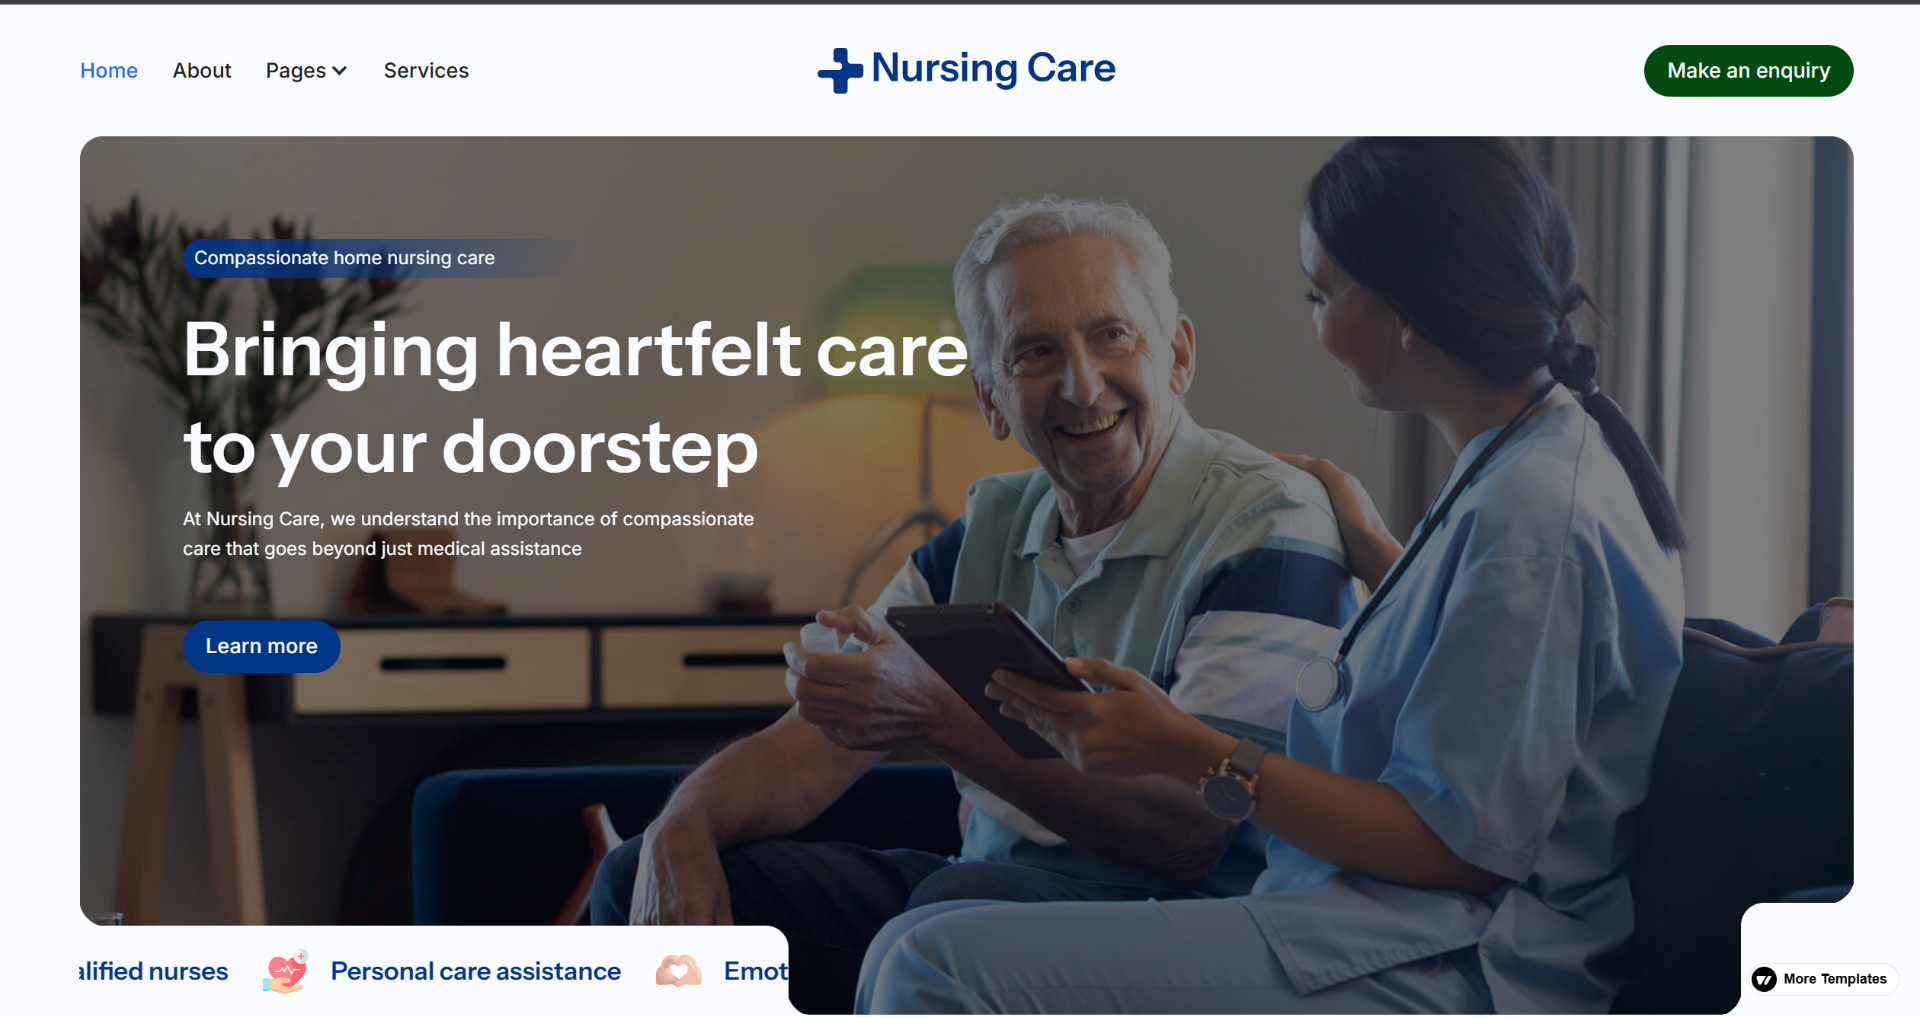 Home
About
Pages
Services
Nursing Care
Make an enquiry
Compassionate home nursing care
Bringing heartfelt care
to your doorstep
At Nursing Care, we understand the importance of compassionate
care that goes beyond just medical assistance
Learn more
alified nurses
Personal care assistance
Emot
More Templates